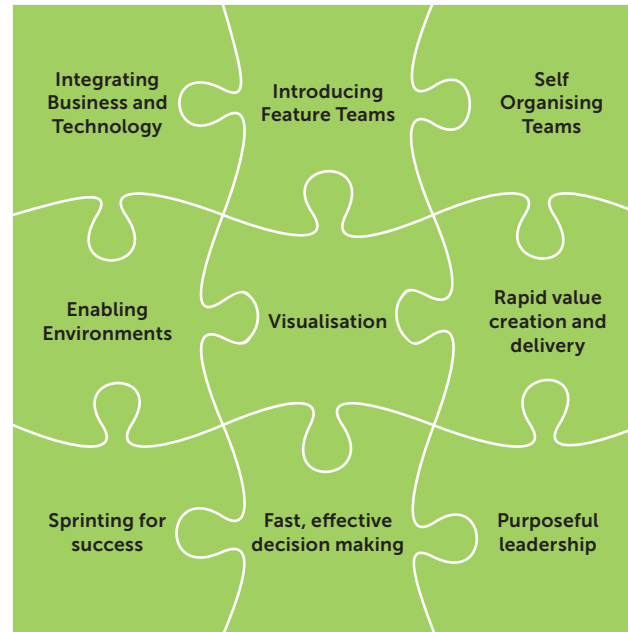 Integrating
Business and
Technology
Introducing
Feature Teams
Self
Organising
Teams
Enabling
Environments
Visualisation
Rapid value
creation and
delivery
Sprinting for
success
Fast, effective
decision making
Purposeful
leadership